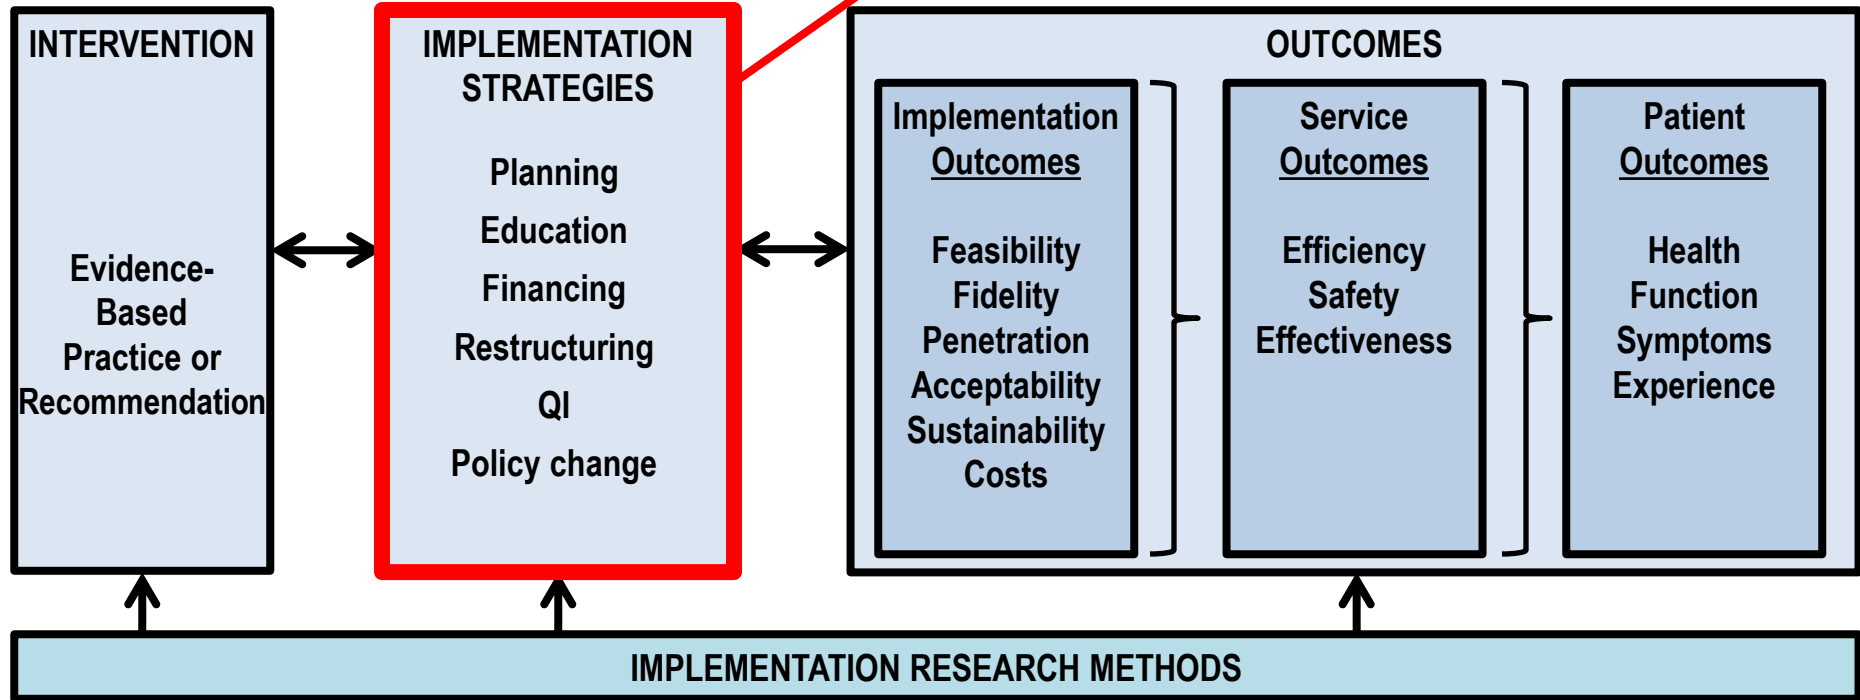 INTERVENTION
Evidence-
Based
Practice or
Recommendation
IMPLEMENTATION
STRATEGIES
Planning
Education
Financing
Restructuring
QI
Policy change
OUTCOMES
Implementation
Outcomes
Feasibility
Fidelity
Penetration
Acceptability
Sustainability
Costs
Service
Outcomes
Efficiency
Safety
Effectiveness
Patient
Outcomes
Health
Function
Symptoms
Experience
IMPLEMENTATION RESEARCH METHODS